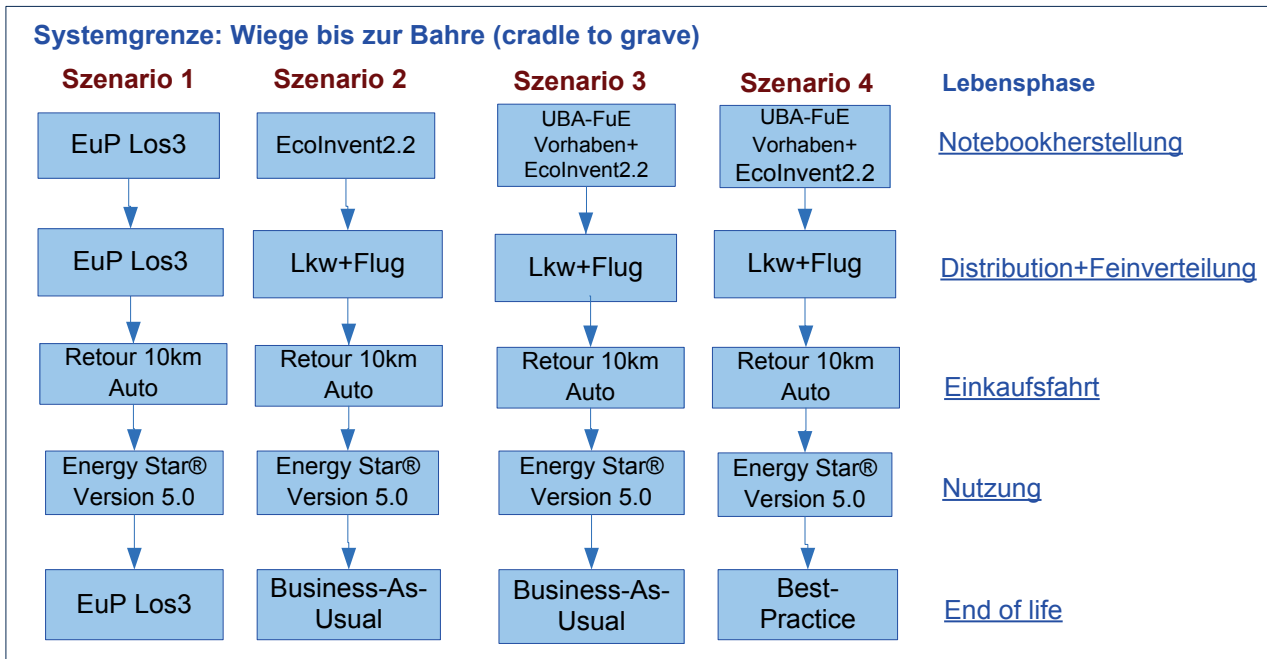 Systemgrenze: Wiege bis zur Bahre (cradle to grave)
Szenario 1
Szenario 2
Szenario 3
Szenario 4
Lebensphase
EuP Los3
EcoInvent2.2
UBA-FuE
Vorhaben+
EcoInvent2.2
UBA-FuE
Vorhaben+
EcoInvent2.2
Notebookherstellung
EuP Los3
Lkw+Flug
Lkw+Flug
Lkw+Flug
Distribution+Feinverteilung
Retour 10km
Auto
Retour 10km
Auto
Retour 10km
Auto
Retour 10km
Auto
Einkaufsfahrt
Energy Star®
Version 5.0
Energy Star®
Version 5.0
Energy Star®
Version 5.0
Energy Star®
Version 5.0
Nutzung
EuP Los3
Business-As-
Usual
Business-As-
Usual
Best-
Practice
End of life